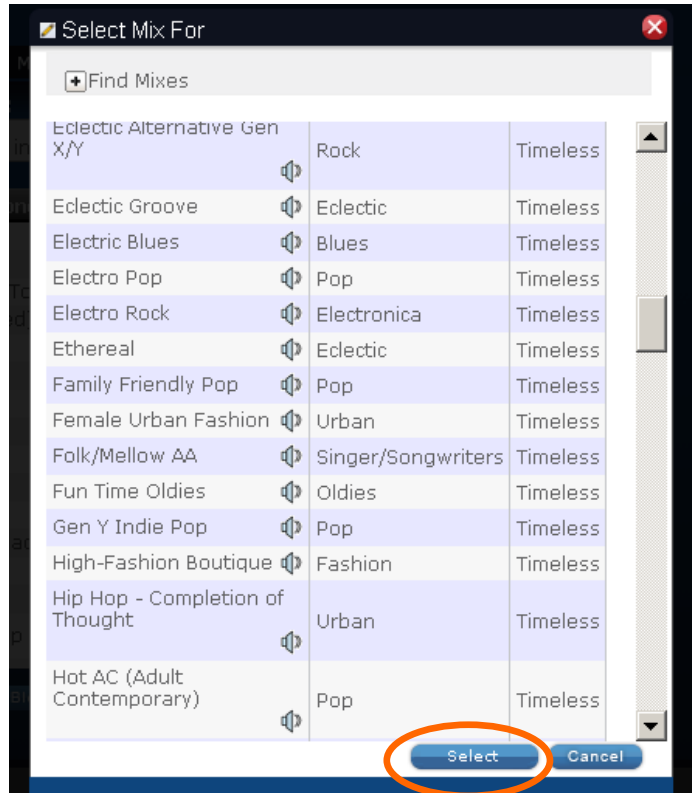 Select Mix For
Find Mixes
Eclectic Alternative Gen
X/Y
Rock
Timeless
Eclectic Groove Eclectic Timeless
Electric Blues Blues Timeless
Electro Pop Pop Timeless
Electro Rock Electronica Timeless
Ethereal Eclectic Timeless
Family Friendly Pop Pop Timeless
Female Urban Fashion Urban Timeless
Folk/Mellow AA Singer/Songwriters Timeless
Fun Time Oldies Oldies Timeless
Gen Y Indie Pop Pop Timeless
High-Fashion Boutique Fashion Timeless
Hip Hop - Completion of
Thought
Urban
Timeless
Hot AC (Adult
Contemporary)
Pop
Timeless
Select Cancel